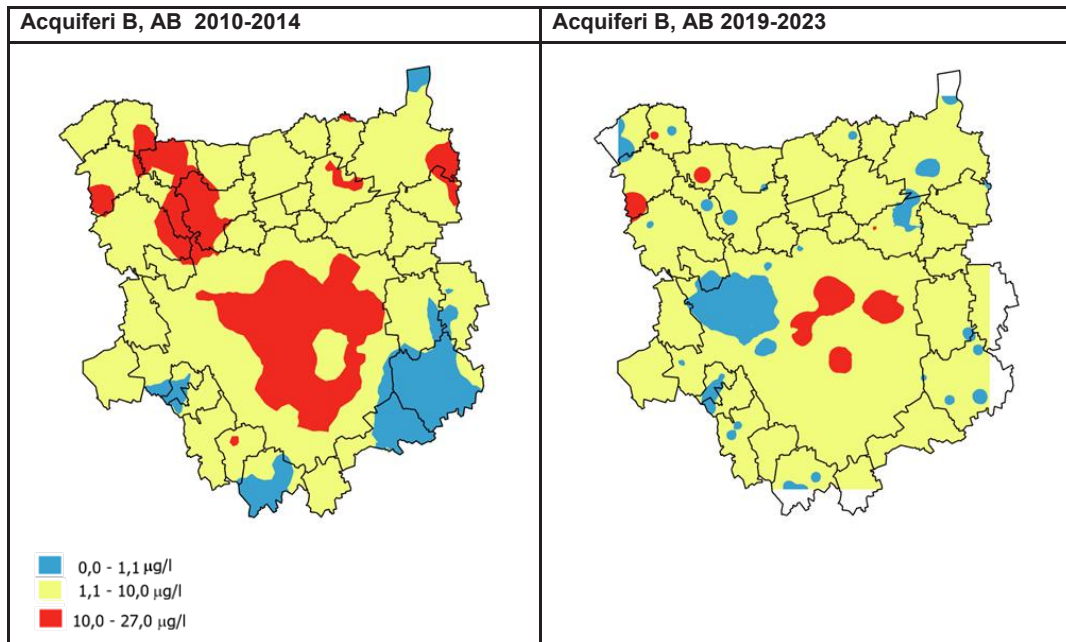 Acquiferi B, AB  2010-2014
Acquiferi B, AB 2019-2023
0,0 - 1,1 µg/l
1,1 - 10,0 µg/l
10,0 - 27,0 µg/l